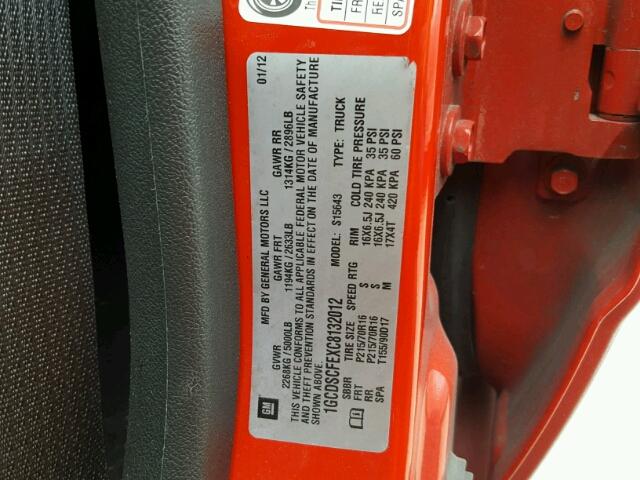 MFD BY GENERAL MOTORS LLC 01/12
GVWR GAWR FRT GAWR RR
2268KG/5000LB 1194KG/2633LB 1314KG/2896LB
THIS VEHICLE CONFORMS TO ALL APPLICABLE FEDERAL MOTOR VEHICLE SAFETY
AND THEFT PREVENTION STANDARDS IN EFFECT ON THE DATE OF MANUFACTURE
SHOWN ABOVE.
1GCDSCFEXC8132012 MODEL: S15643 TYPE: TRUCK
SBBR TIRE SIZE SPEED RTG RIM COLD TIRE PRESSURE
FRT P215/70R16 S 16X6.5J 240 KPA 35 PSI
RR P215/70R16 S 16X6.5J 240 KPA 35 PSI
SPA T155/90D17 M 17X4T 420 KPA 60 PSI
GM